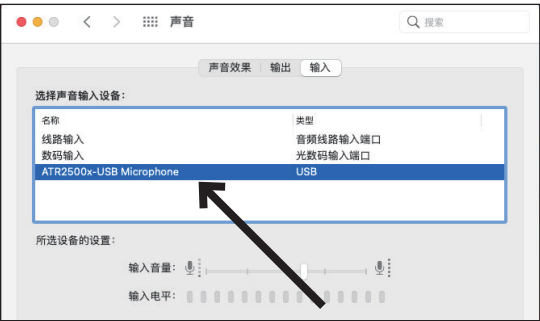 声音
搜索
声音效果 输出 输入
选择声音输入设备：
名称 类型
线路输入 音频线路输入端口
数码输入 光数码输入端口
ATR2500x-USB Microphone USB
所选设备的设置：
输入音量：
输入电平：